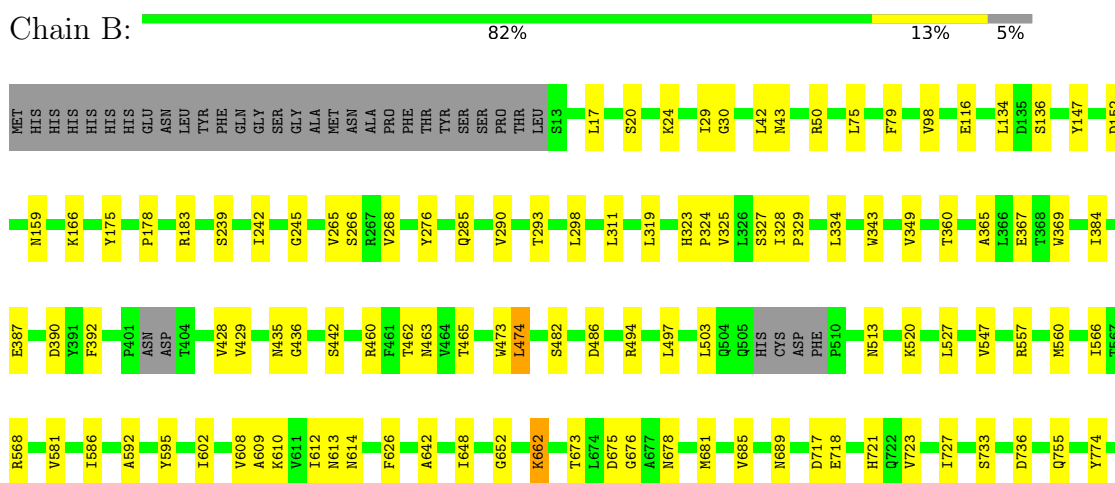 Chain B:
82% 13% 5%
MET HIS HIS HIS HIS HIS HIS GLU ASN LEU TYR PHE GLN GLY SER GLY ALA MET ASN ALA PRO PHE THR TYR SER SER PRO THR LEU S13 L17 S20 K24 I29 G30 L42 N43 R50 L75 F79 V98 E116 L134 D135 S136 Y147 D152
N159 K166 Y175 P178 R183 S239 I242 G245 V265 S266 R267 V268 Y276 Q285 V290 T293 L298 L311 L319 H323 P324 V325 L326 S327 I328 P329 L334 W343 V349 T360 A365 L366 E367 T368 W369 I384
E387 D390 Y391 F392 P401 ASN ASP T404 V428 V429 N435 G436 S442 R460 F461 T462 N463 V464 T465 W473 L474 S482 D486 R494 L497 L503 Q504 Q505 HIS CYS ASP PHE P510 N513 K520 L527 V547 R557 M560 I566 T567
R568 V581 I586 A592 Y595 I602 V608 A609 K610 V611 I612 N613 N614 F626 A642 I648 G652 K662 T673 L674 D675 G676 A677 N678 M681 V685 N689 D717 E718 H721 Q722 V723 I727 S733 D736 Q755 Y774